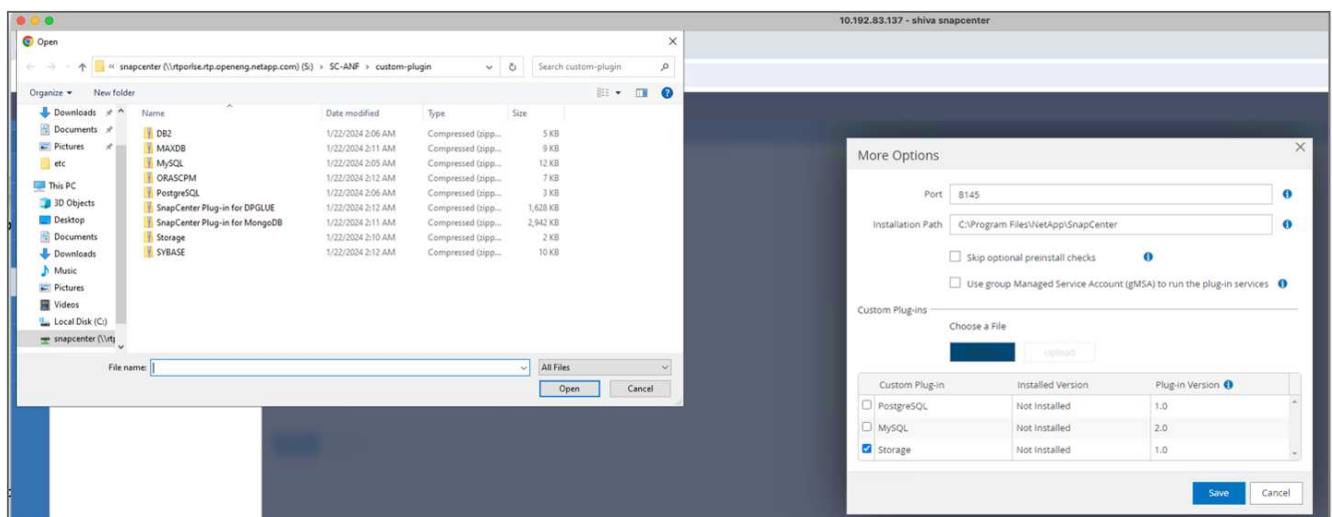 10.192.83.137 - shiva snapcenter
Open
« snapcenter (\\rtporlse.rtp.openeng.netapp.com) (S:) › SC-ANF › custom-plugin
Search custom-plugin
Organize New folder
Downloads
Documents
Pictures
etc
This PC
3D Objects
Desktop
Documents
Downloads
Music
Pictures
Videos
Local Disk (C:)
snapcenter (\\rtp
Name Date modified Type Size
DB2 1/22/2024 2:06 AM Compressed (zipp... 5 KB
MAXDB 1/22/2024 2:11 AM Compressed (zipp... 9 KB
MySQL 1/22/2024 2:05 AM Compressed (zipp... 12 KB
ORASCPM 1/22/2024 2:12 AM Compressed (zipp... 7 KB
PostgreSQL 1/22/2024 2:06 AM Compressed (zipp... 3 KB
SnapCenter Plug-in for DPGLUE 1/22/2024 2:12 AM Compressed (zipp... 1,628 KB
SnapCenter Plug-in for MongoDB 1/22/2024 2:11 AM Compressed (zipp... 2,942 KB
Storage 1/22/2024 2:10 AM Compressed (zipp... 2 KB
SYBASE 1/22/2024 2:12 AM Compressed (zipp... 10 KB
File name: All Files
Open Cancel
More Options
Port 8145
Installation Path C:\Program Files\NetApp\SnapCenter
Skip optional preinstall checks
Use group Managed Service Account (gMSA) to run the plug-in services
Custom Plug-ins
Choose a File
Upload
Custom Plug-in Installed Version Plug-in Version
PostgreSQL Not Installed 1.0
MySQL Not Installed 2.0
Storage Not Installed 1.0
Save Cancel